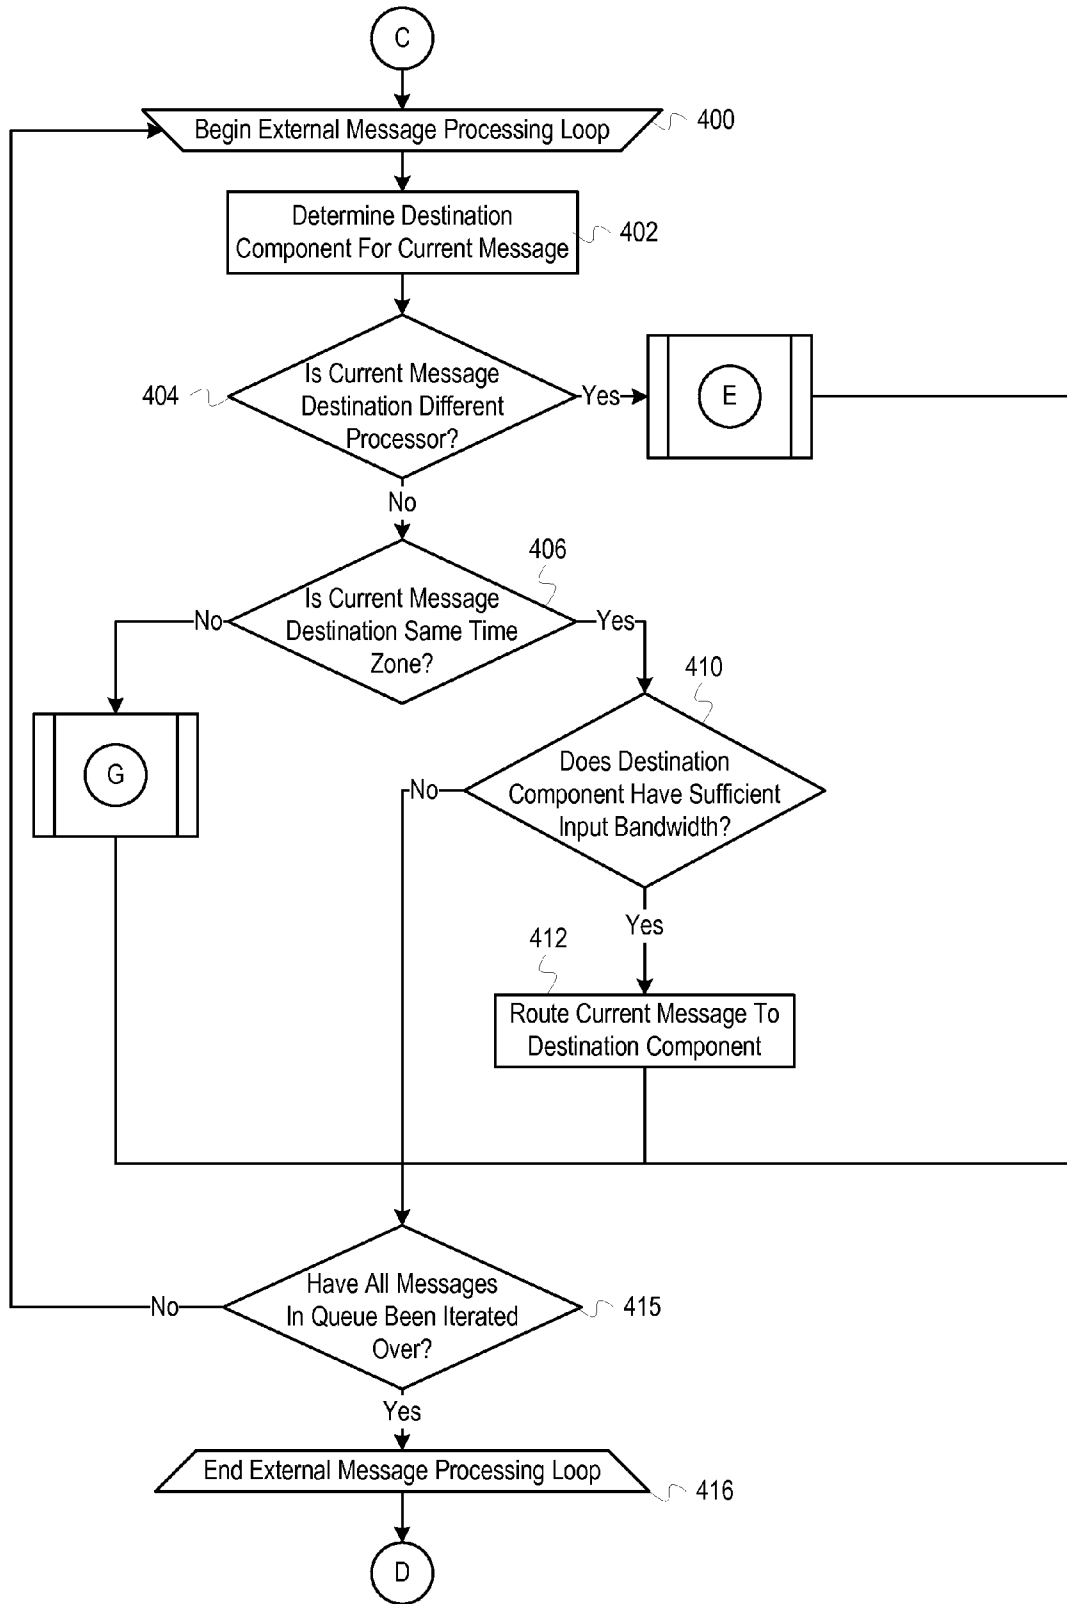 C
Begin External Message Processing Loop
400
Determine Destination
Component For Current Message
402
Is Current Message
Destination Different
Processor?
404
Yes
E
No
406
Is Current Message
Destination Same Time
Zone?
No
Yes
G
410
Does Destination
Component Have Sufficient
Input Bandwidth?
No
Yes
412
Route Current Message To
Destination Component
Have All Messages
In Queue Been Iterated
Over?
415
No
Yes
End External Message Processing Loop
416
D